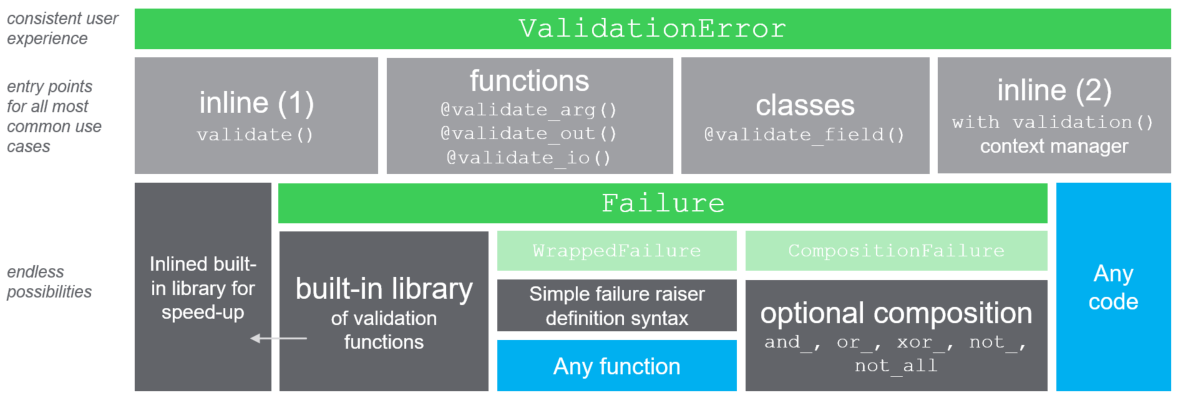 consistent user
experience
ValidationError
entry points
for all most
common use
cases
inline (1)
validate()
functions
@validate_arg()
@validate_out()
@validate_io()
classes
@validate_field()
inline (2)
with validation()
context manager
endless
possibilities
Inlined built-
in library for
speed-up
Failure
built-in library
of validation
functions
WrappedFailure
Simple failure raiser
definition syntax
Any function
CompositionFailure
optional composition
and_, or_, xor_, not_,
not_all
Any
code